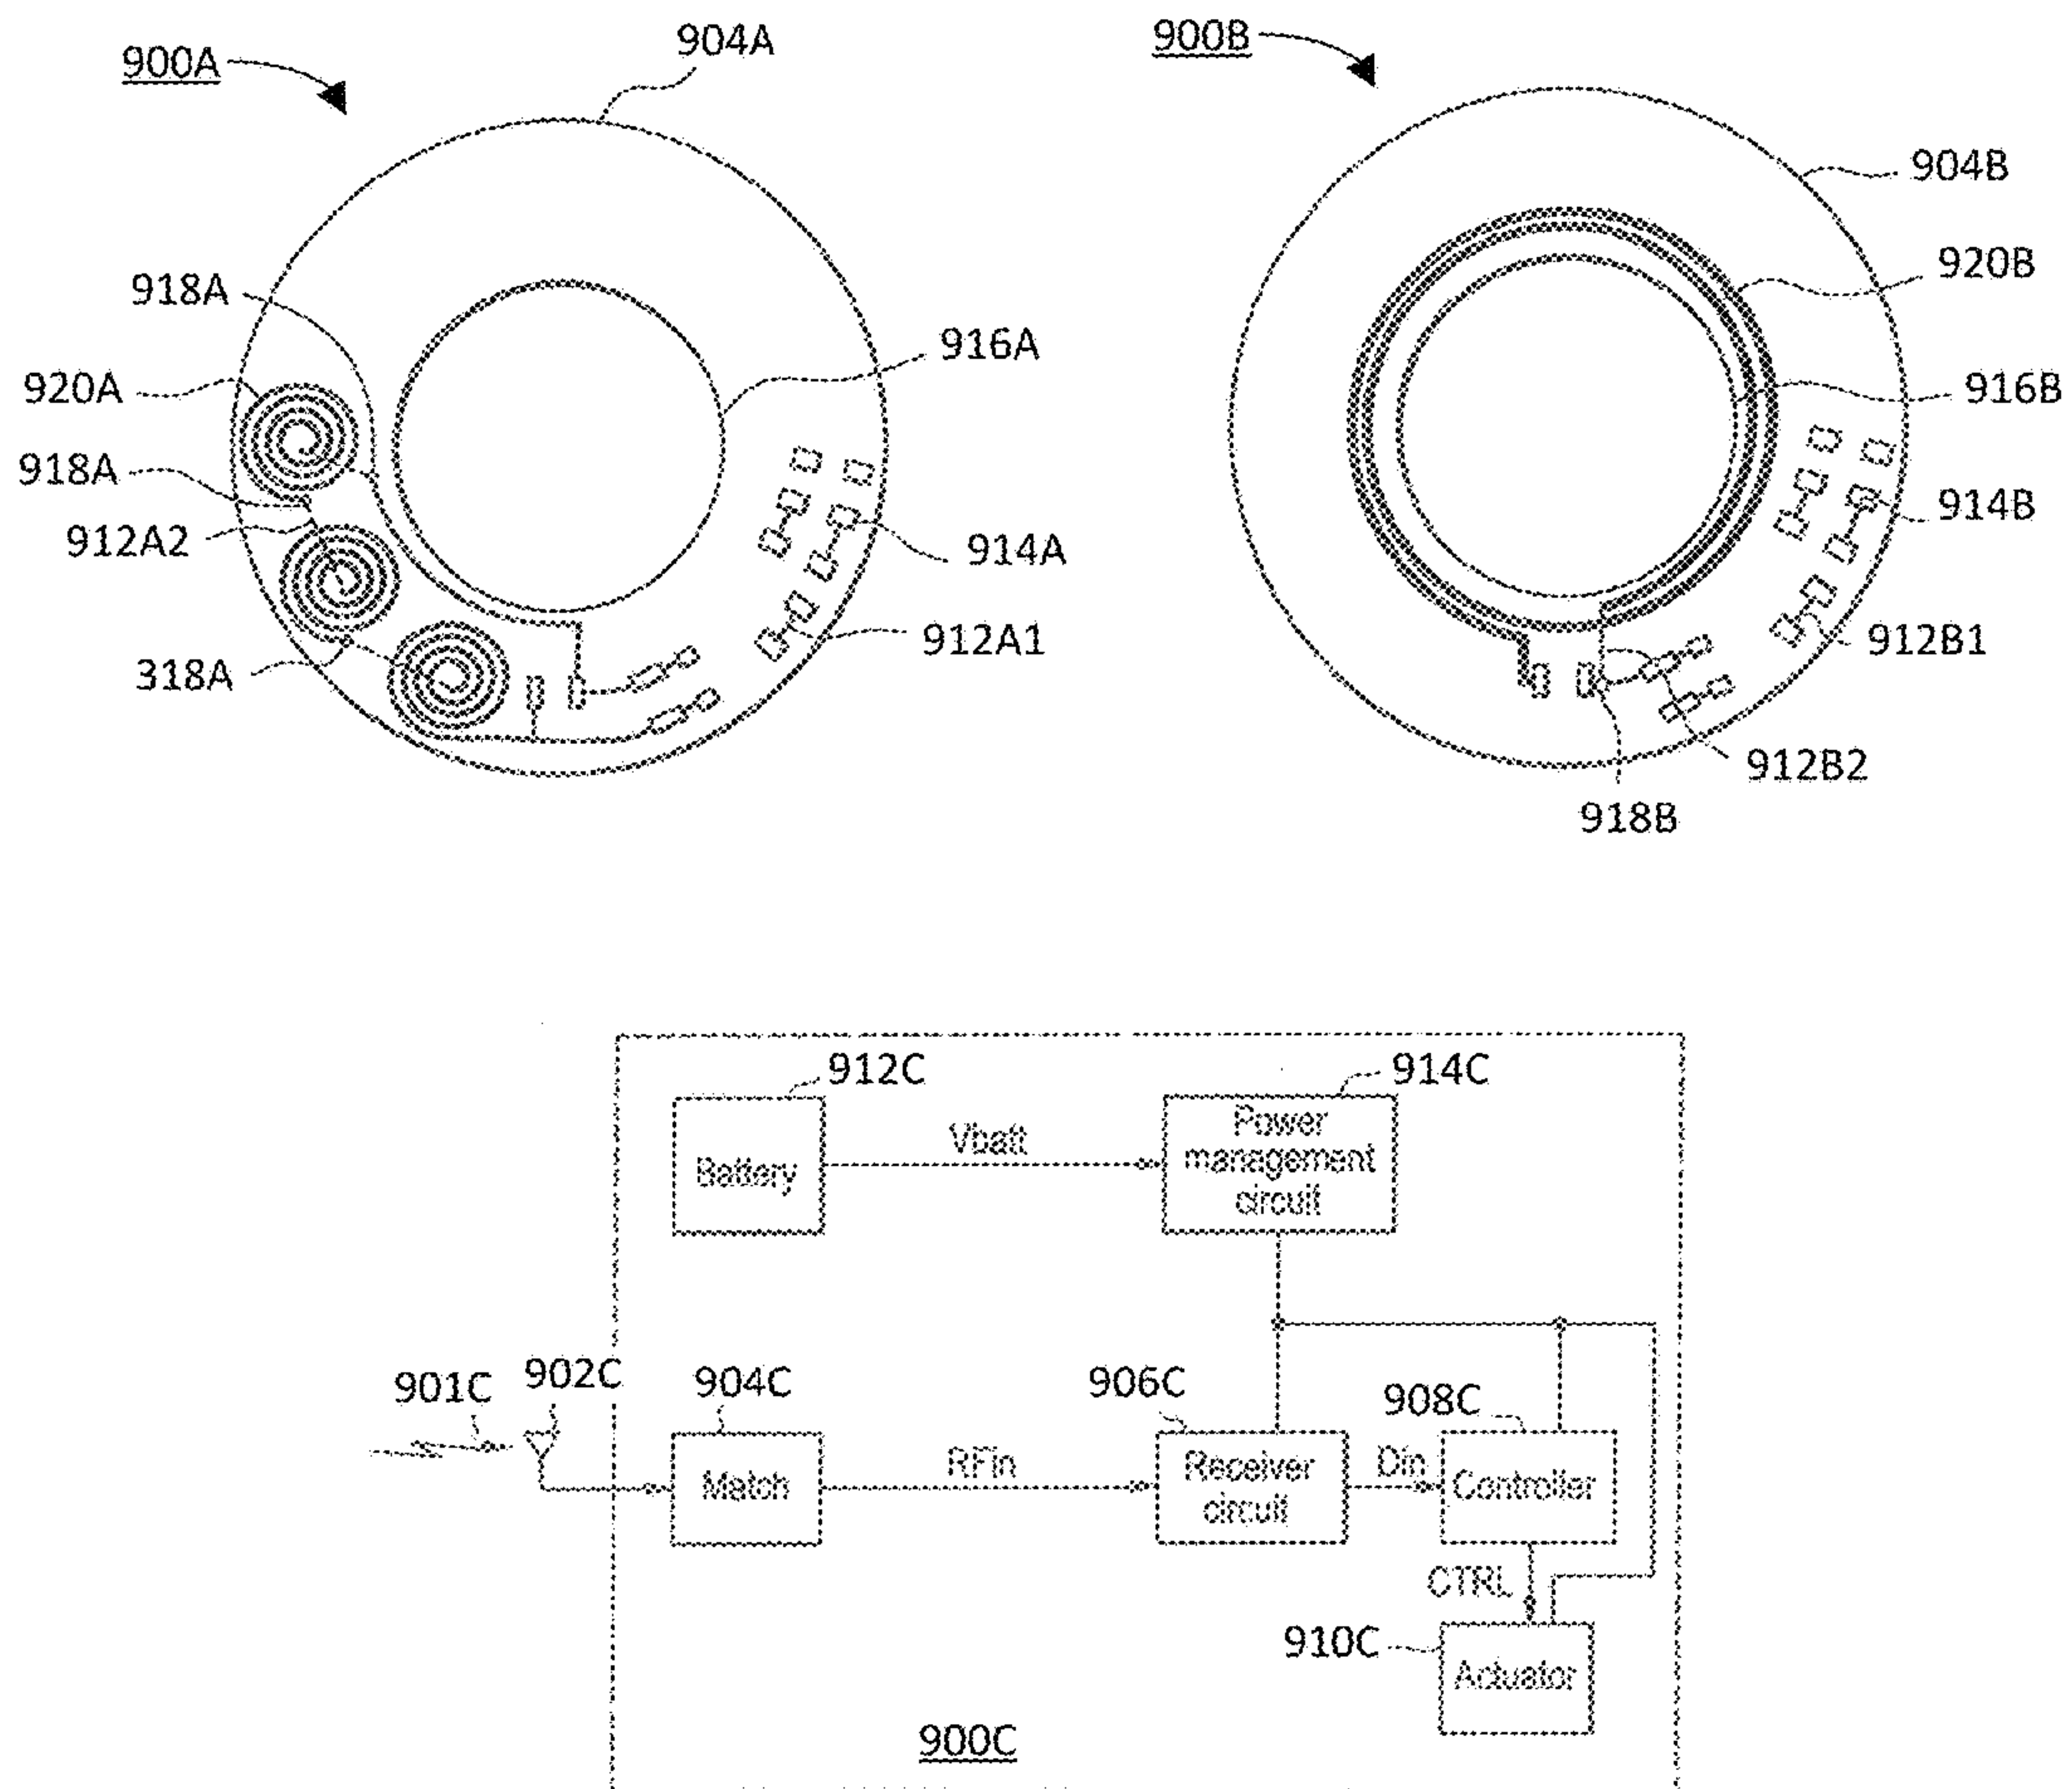 900A
904A
918A
916A
920A
918A
912A2
914A
318A
912A1
900B
904B
920B
916B
914B
912B1
912B2
918B
912C
914C
Battery
Vbatt
Power
management
circuit
901C
902C
904C
906C
908C
Match
RFin
Receiver
circuit
Din
Controller
CTRL
910C
Actuator
900C